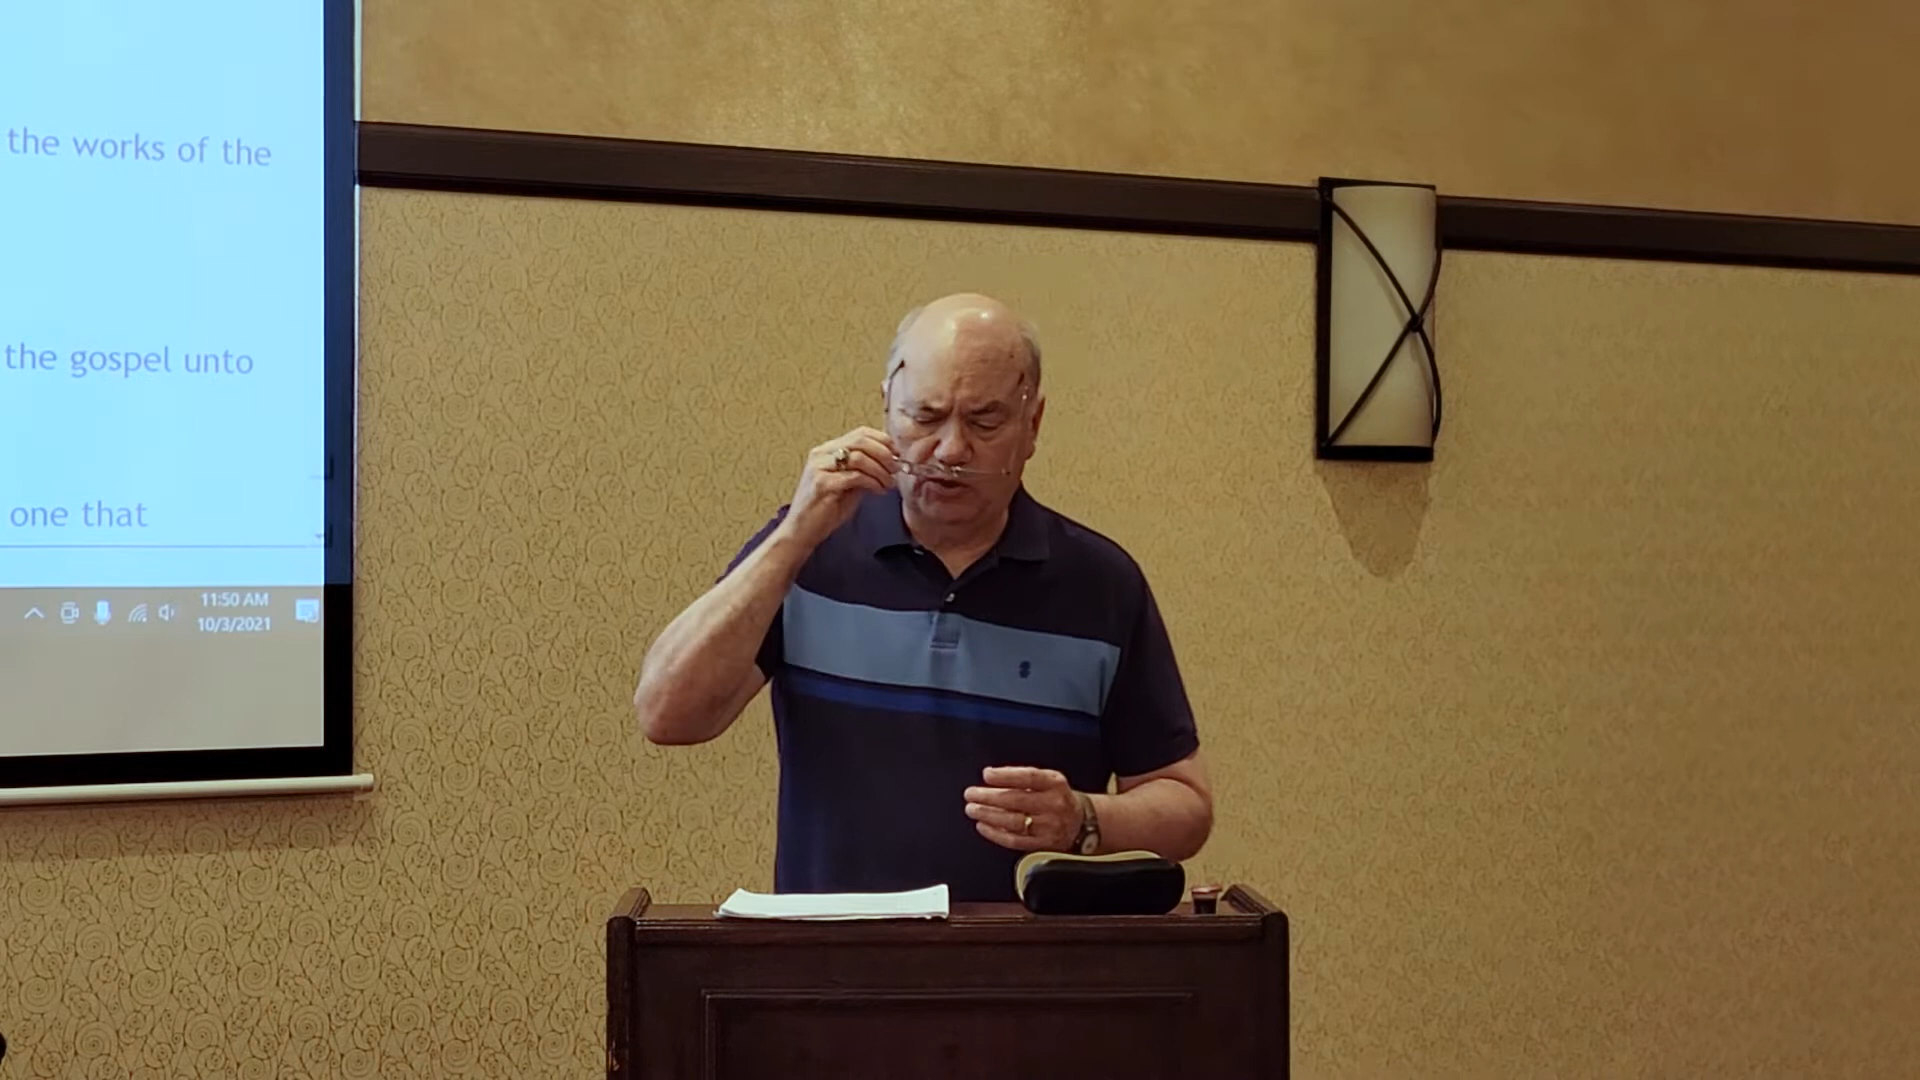 the works of the
the gospel unto
one that
11:50 AM
10/3/2021